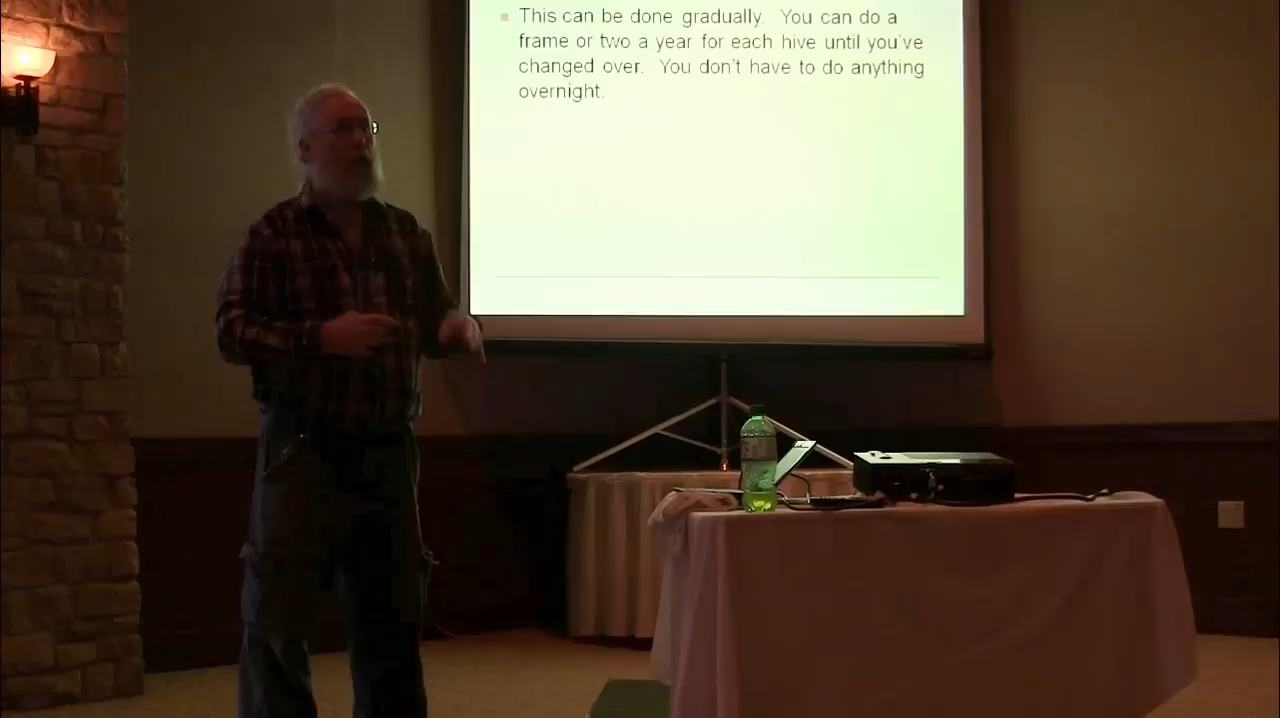 This can be done gradually. You can do a
frame or two a year for each hive until you've
changed over. You don't have to do anything
overnight.